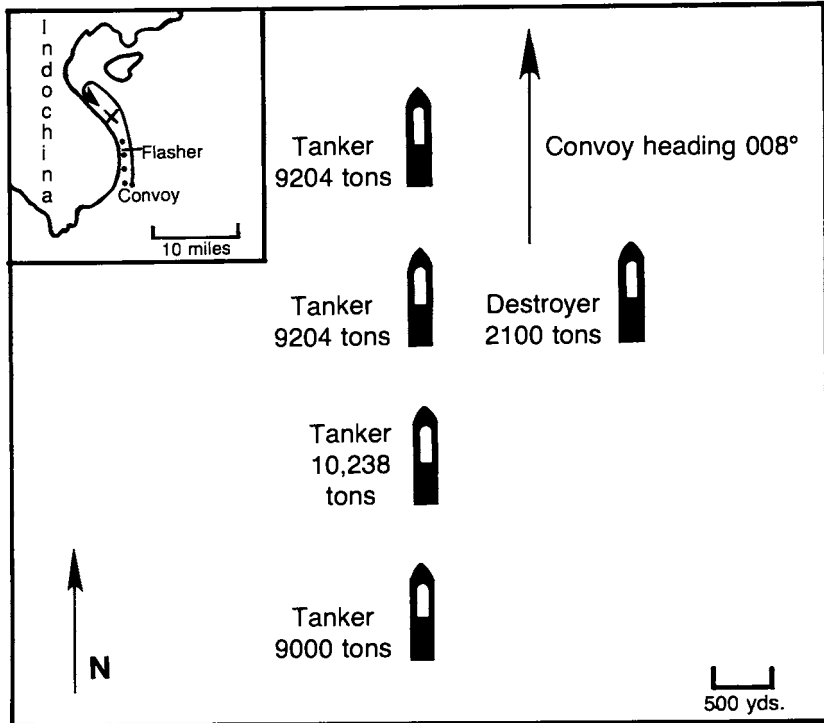 Indochina
Flasher
Convoy
10 miles
Tanker
9204 tons
Convoy heading 008°
Tanker
9204 tons
Destroyer
2100 tons
Tanker
10,238
tons
Tanker
9000 tons
N
500 yds.